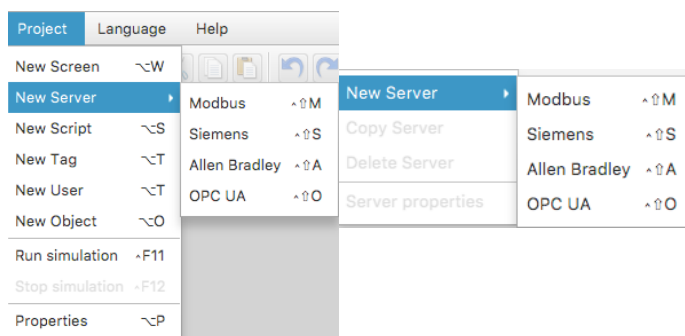 Project Language Help
New Screen ⌥W
New Server
New Script ⌥S
New Tag ⌥T
New User ⌥T
New Object ⌥O
Run simulation ^F11
Stop simulation ^F12
Properties ⌥P
Modbus ^⇧M
Siemens ^⇧S
Allen Bradley ^⇧A
OPC UA ^⇧O
New Server
Copy Server
Delete Server
Server properties
Modbus ^⇧M
Siemens ^⇧S
Allen Bradley ^⇧A
OPC UA ^⇧O